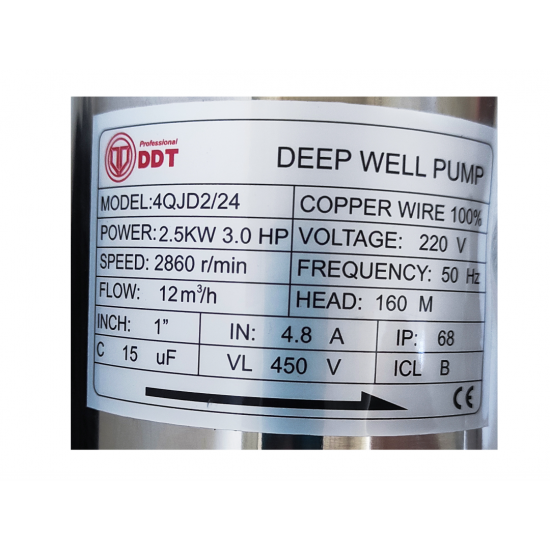 Professional
DDT
DEEP WELL PUMP
MODEL:4QJD2/24
COPPER WIRE 100%
POWER:2.5KW 3.0 HP
VOLTAGE: 220 V
SPEED: 2860 r/min
FREQUENCY: 50 Hz
FLOW: 12m³/h
HEAD: 160 M
INCH: 1”
IN: 4.8 A
IP: 68
C 15 uF
VL 450 V
ICL B
CE